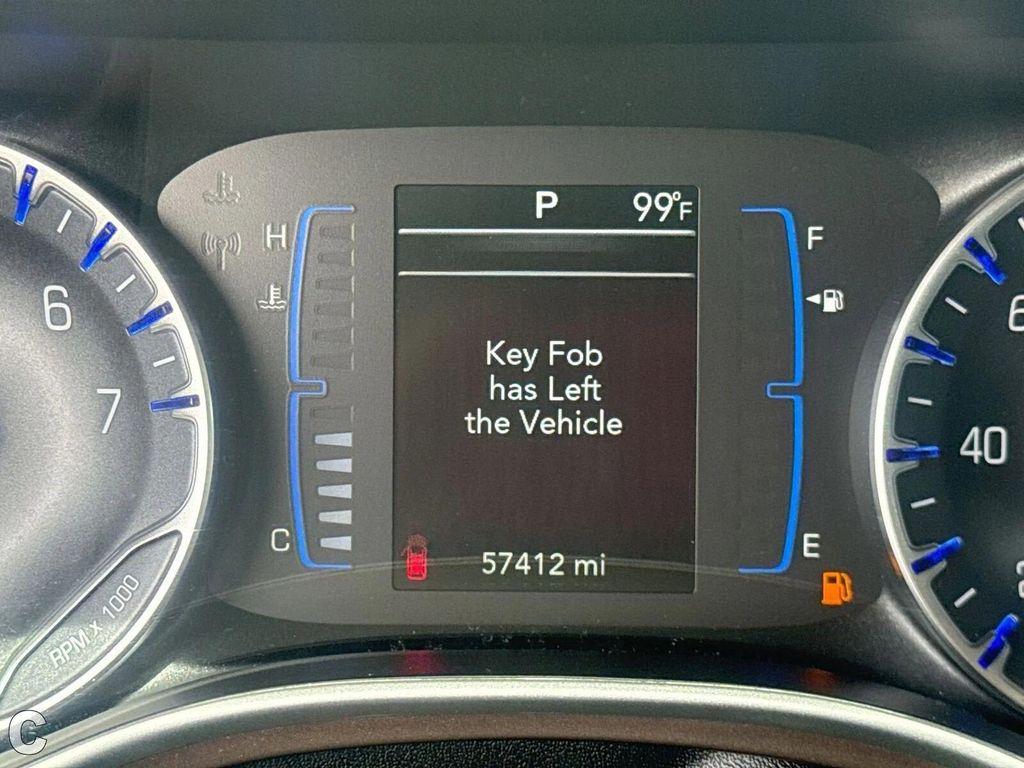 P 99°F
H F
6
7
Key Fob
has Left
the Vehicle
40
C E
57412 mi
RPM X 1000
C